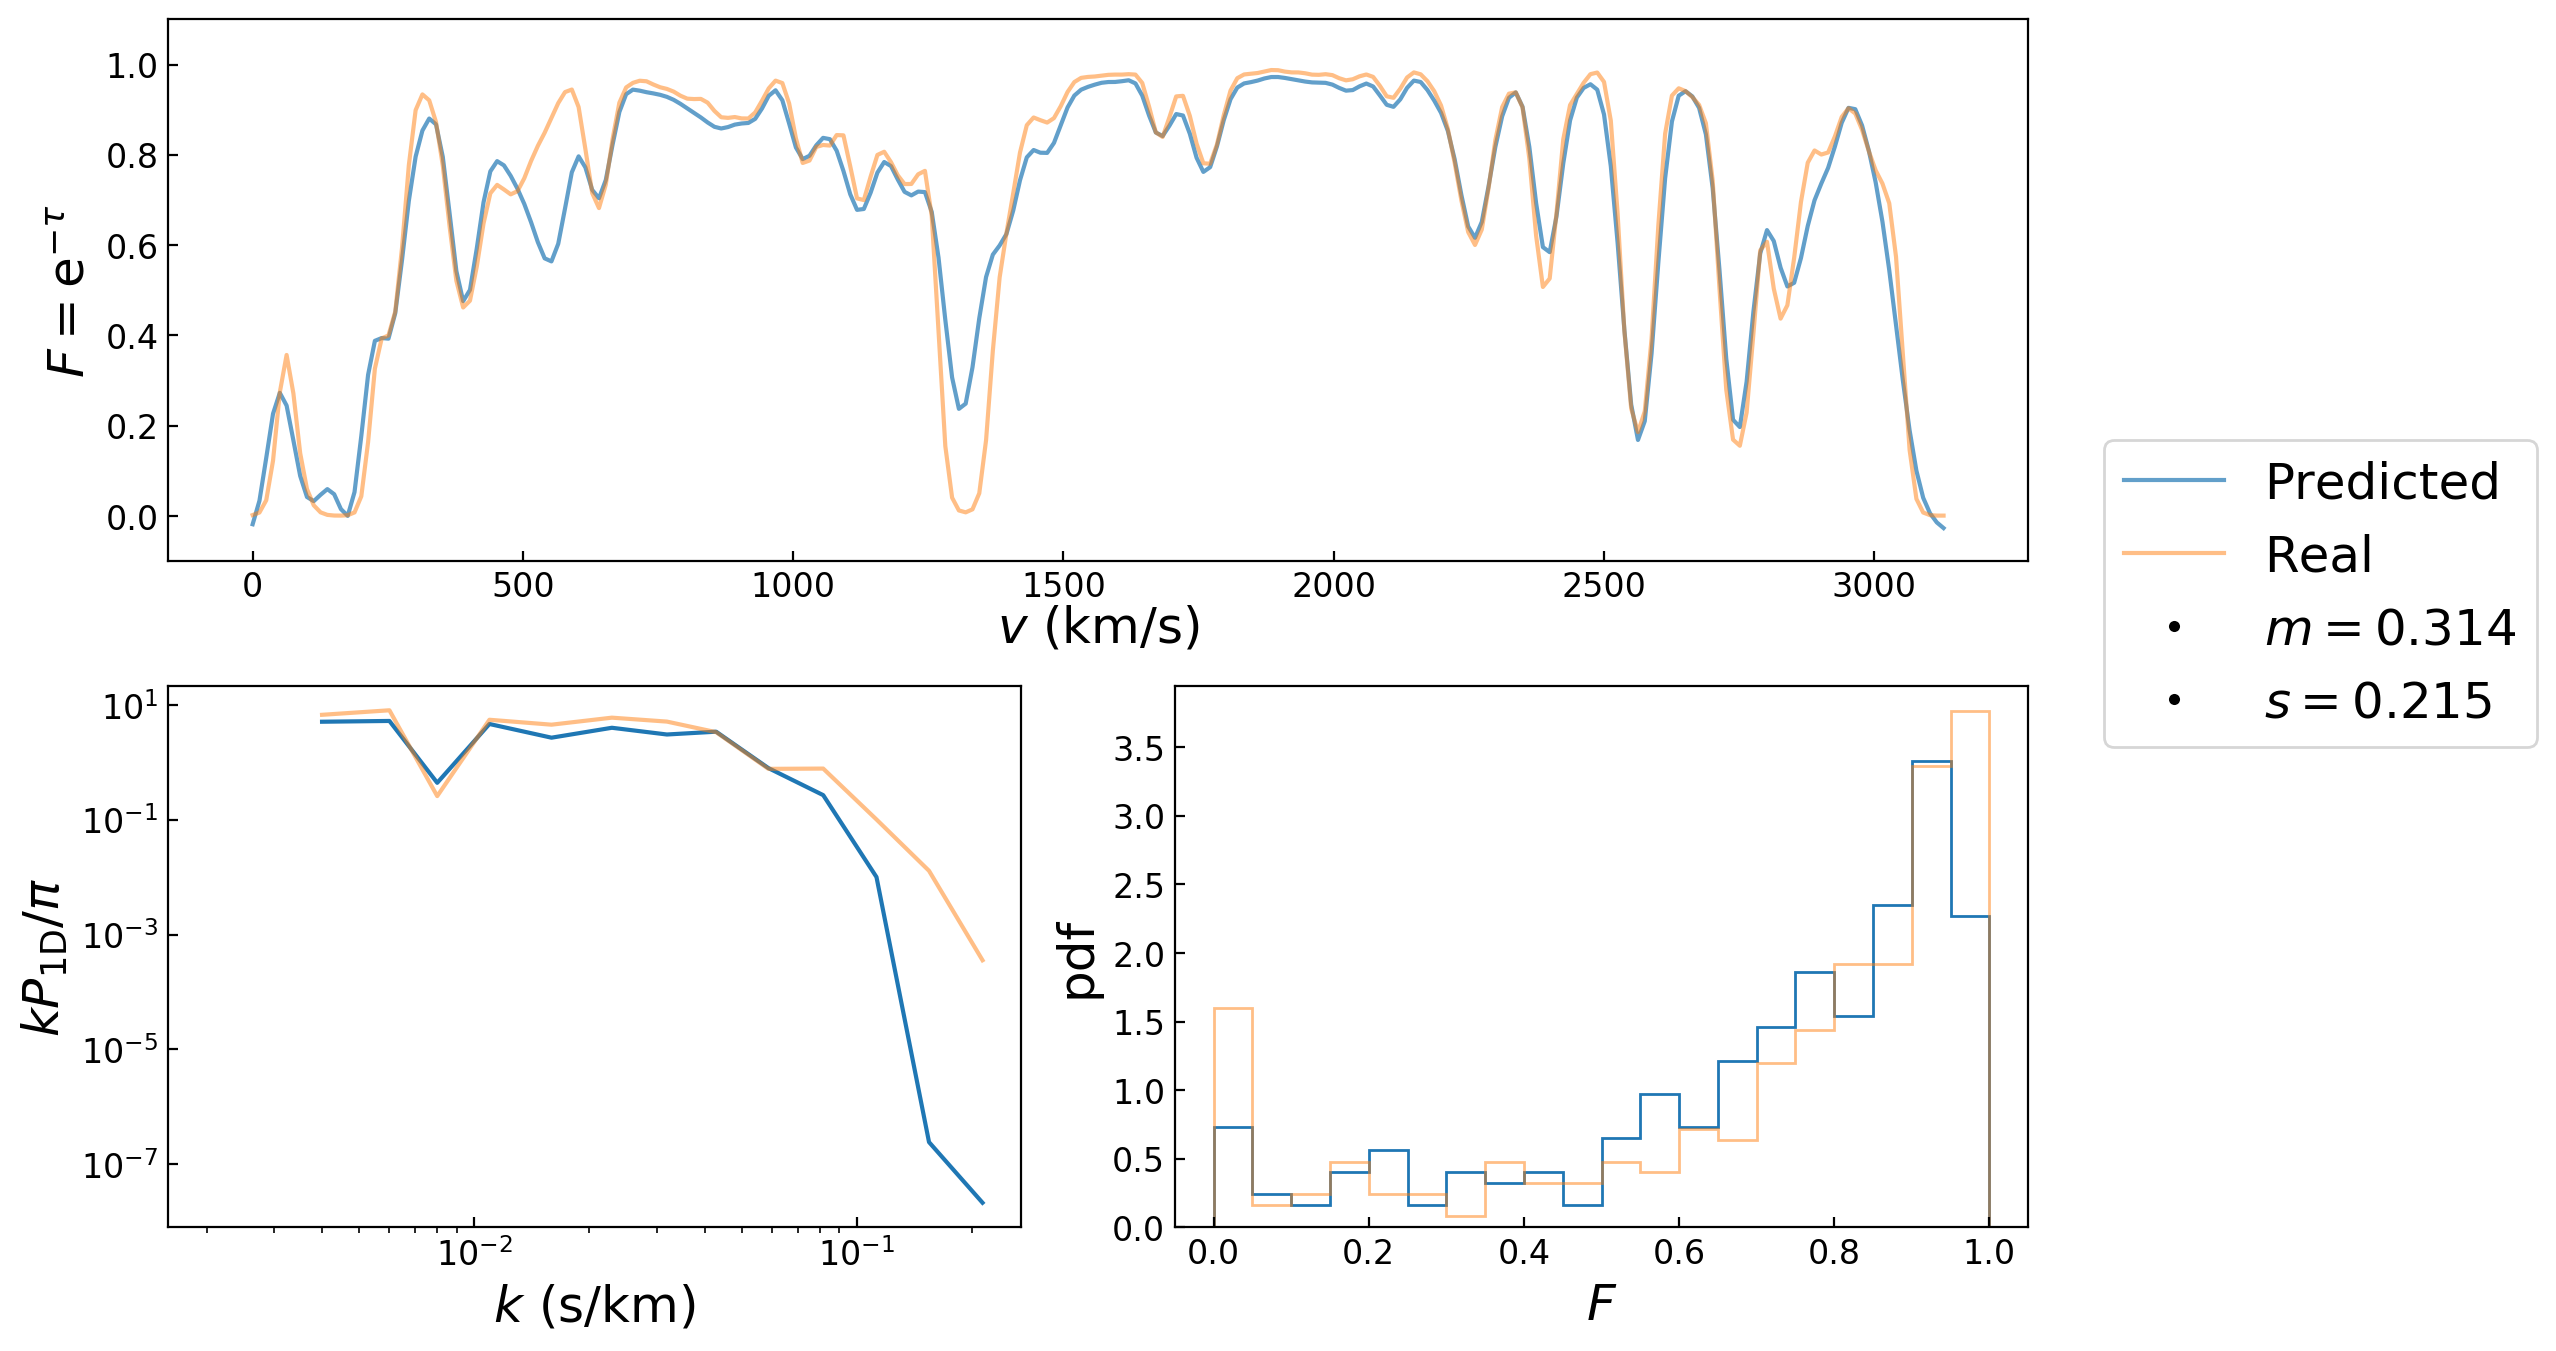 F = e^{−τ}
1.0
0.8
0.6
0.4
0.2
0.0
0 500 1000 1500 2000 2500 3000
v (km/s)
Predicted
Real
m = 0.314
s = 0.215
kP_{1D}/π
10^1
10^{−1}
10^{−3}
10^{−5}
10^{−7}
10^{−2} 10^{−1}
k (s/km)
pdf
3.5
3.0
2.5
2.0
1.5
1.0
0.5
0.0
0.0 0.2 0.4 0.6 0.8 1.0
F